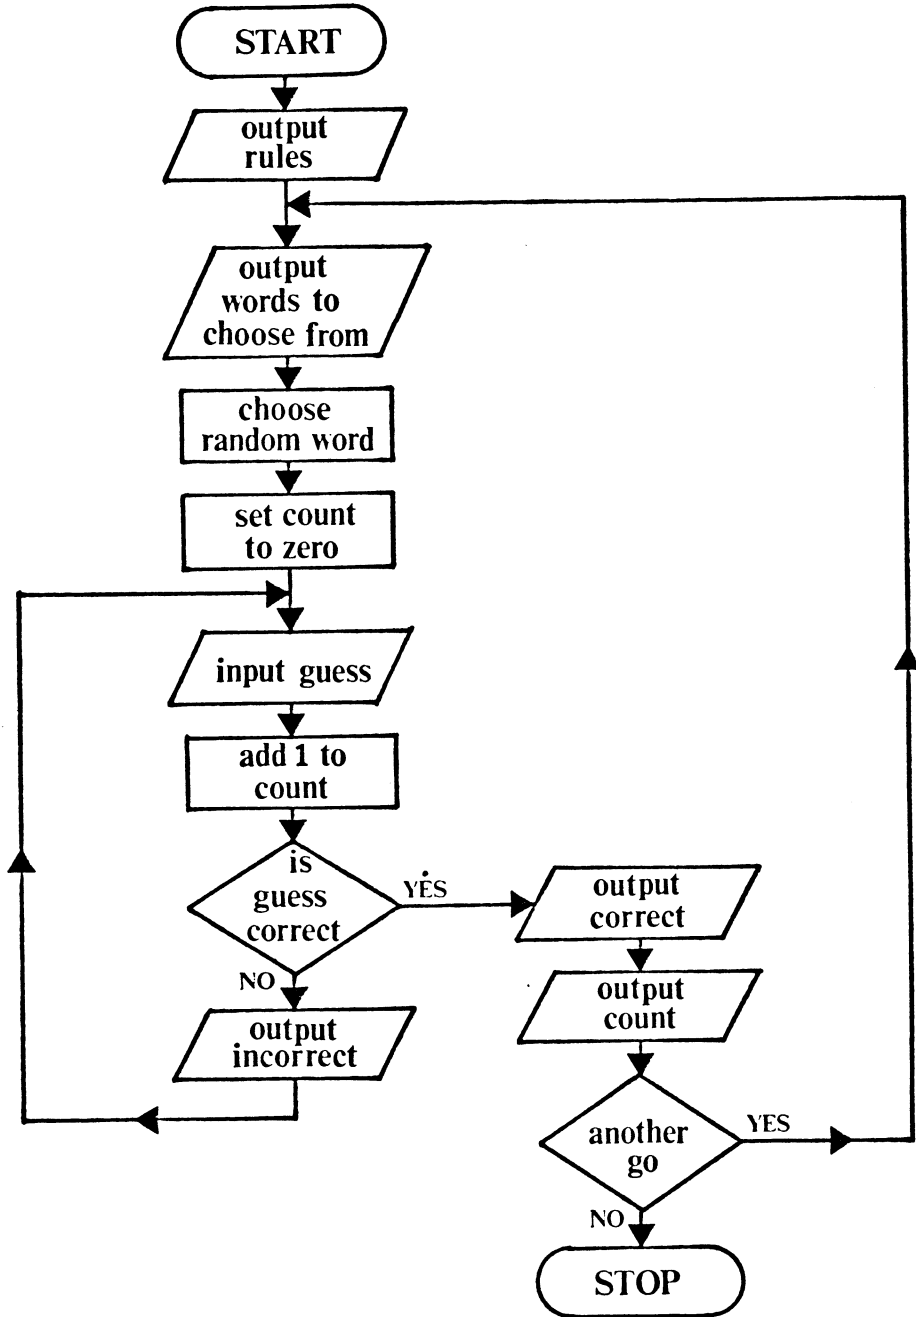 START
output
rules
output
words to
choose from
choose
random word
set count
to zero
input guess
add 1 to
count
is
guess
correct
YES
NO
output
incorrect
output
correct
output
count
another
go
YES
NO
STOP